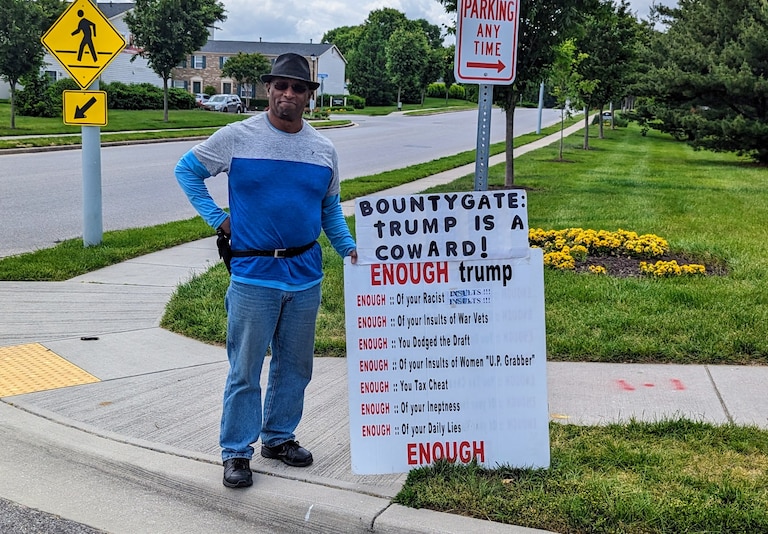 PARKING
ANY
TIME
BOUNTYGATE:
TRUMP IS A
COWARD!
ENOUGH trump
ENOUGH :: Of your Racist INSULTS !!!
INSULTS !!!
ENOUGH :: Of your Insults of War Vets
ENOUGH :: You Dodged the Draft
ENOUGH :: Of your Insults of Women "U.P. Grabber"
ENOUGH :: You Tax Cheat
ENOUGH :: Of your Ineptness
ENOUGH :: Of your Daily Lies
ENOUGH